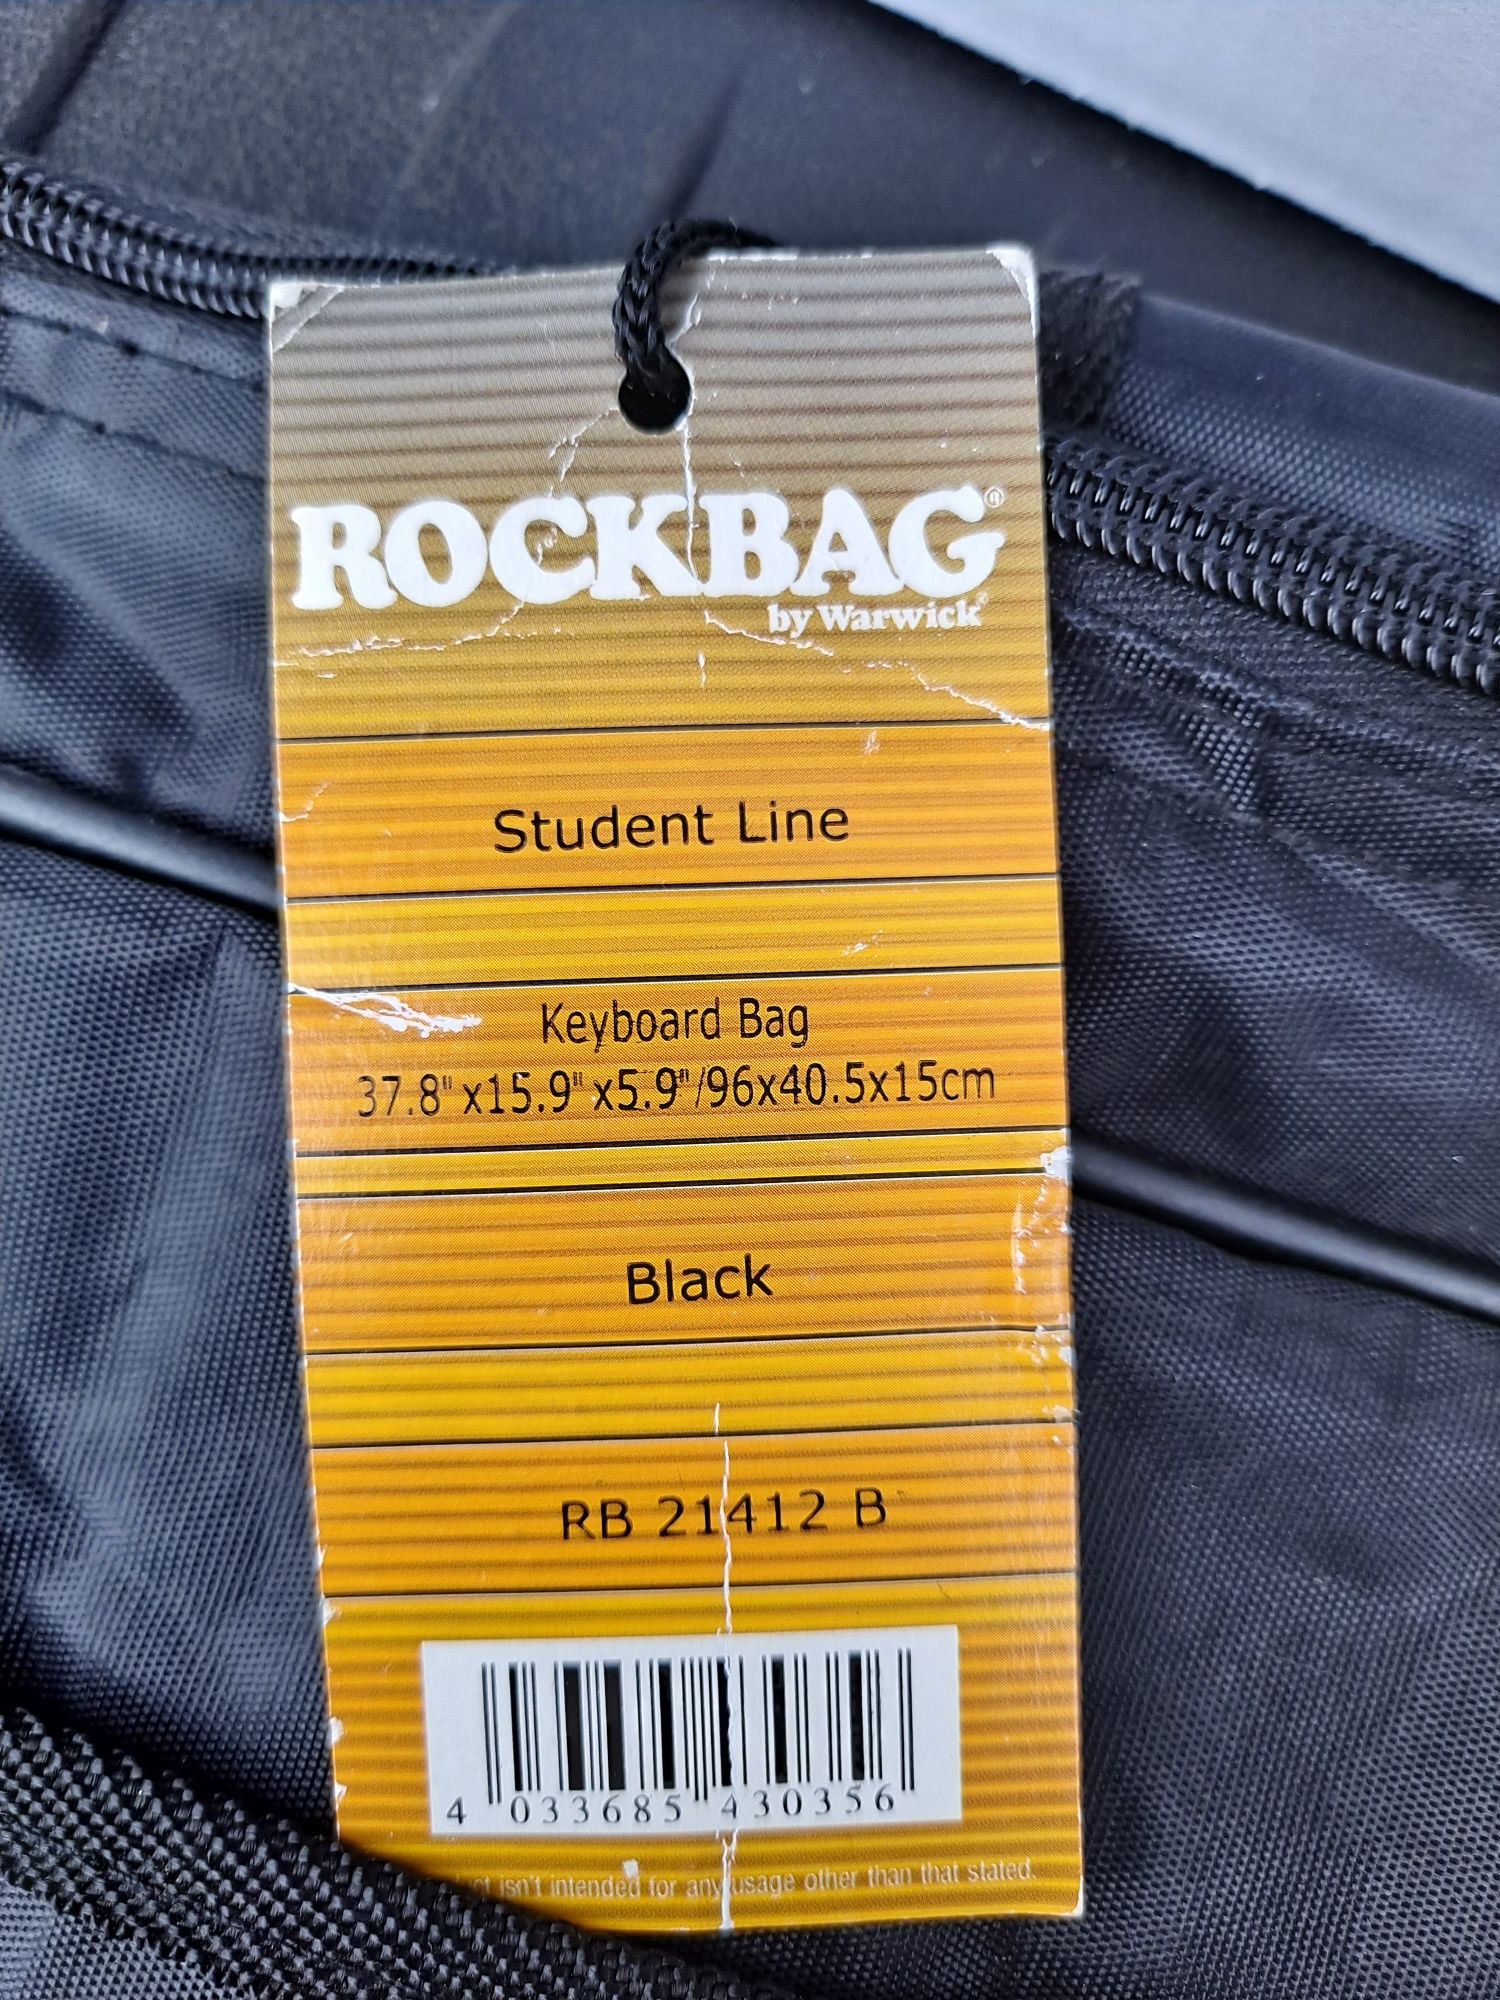 ROCKBAG®
by Warwick®
Student Line
Keyboard Bag
37.8"x15.9"x5.9"/96x40.5x15cm
Black
RB 21412 B
4 033685 430356
isn't intended for any usage other than that stated.